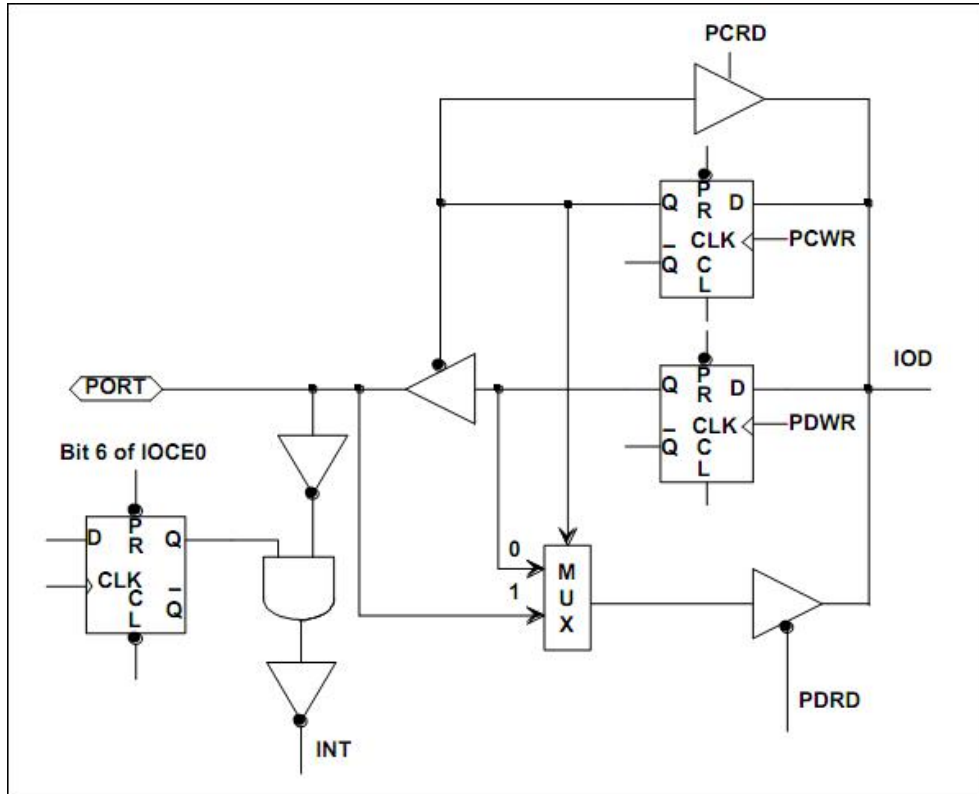 PCRD
P
Q R D
CLK PCWR
Q C
L
P
Q R D
IOD
CLK PDWR
Q C
L
PORT
Bit 6 of IOCE0
P
D R Q
CLK
C Q
L
0
1
M
U
X
PDRD
INT